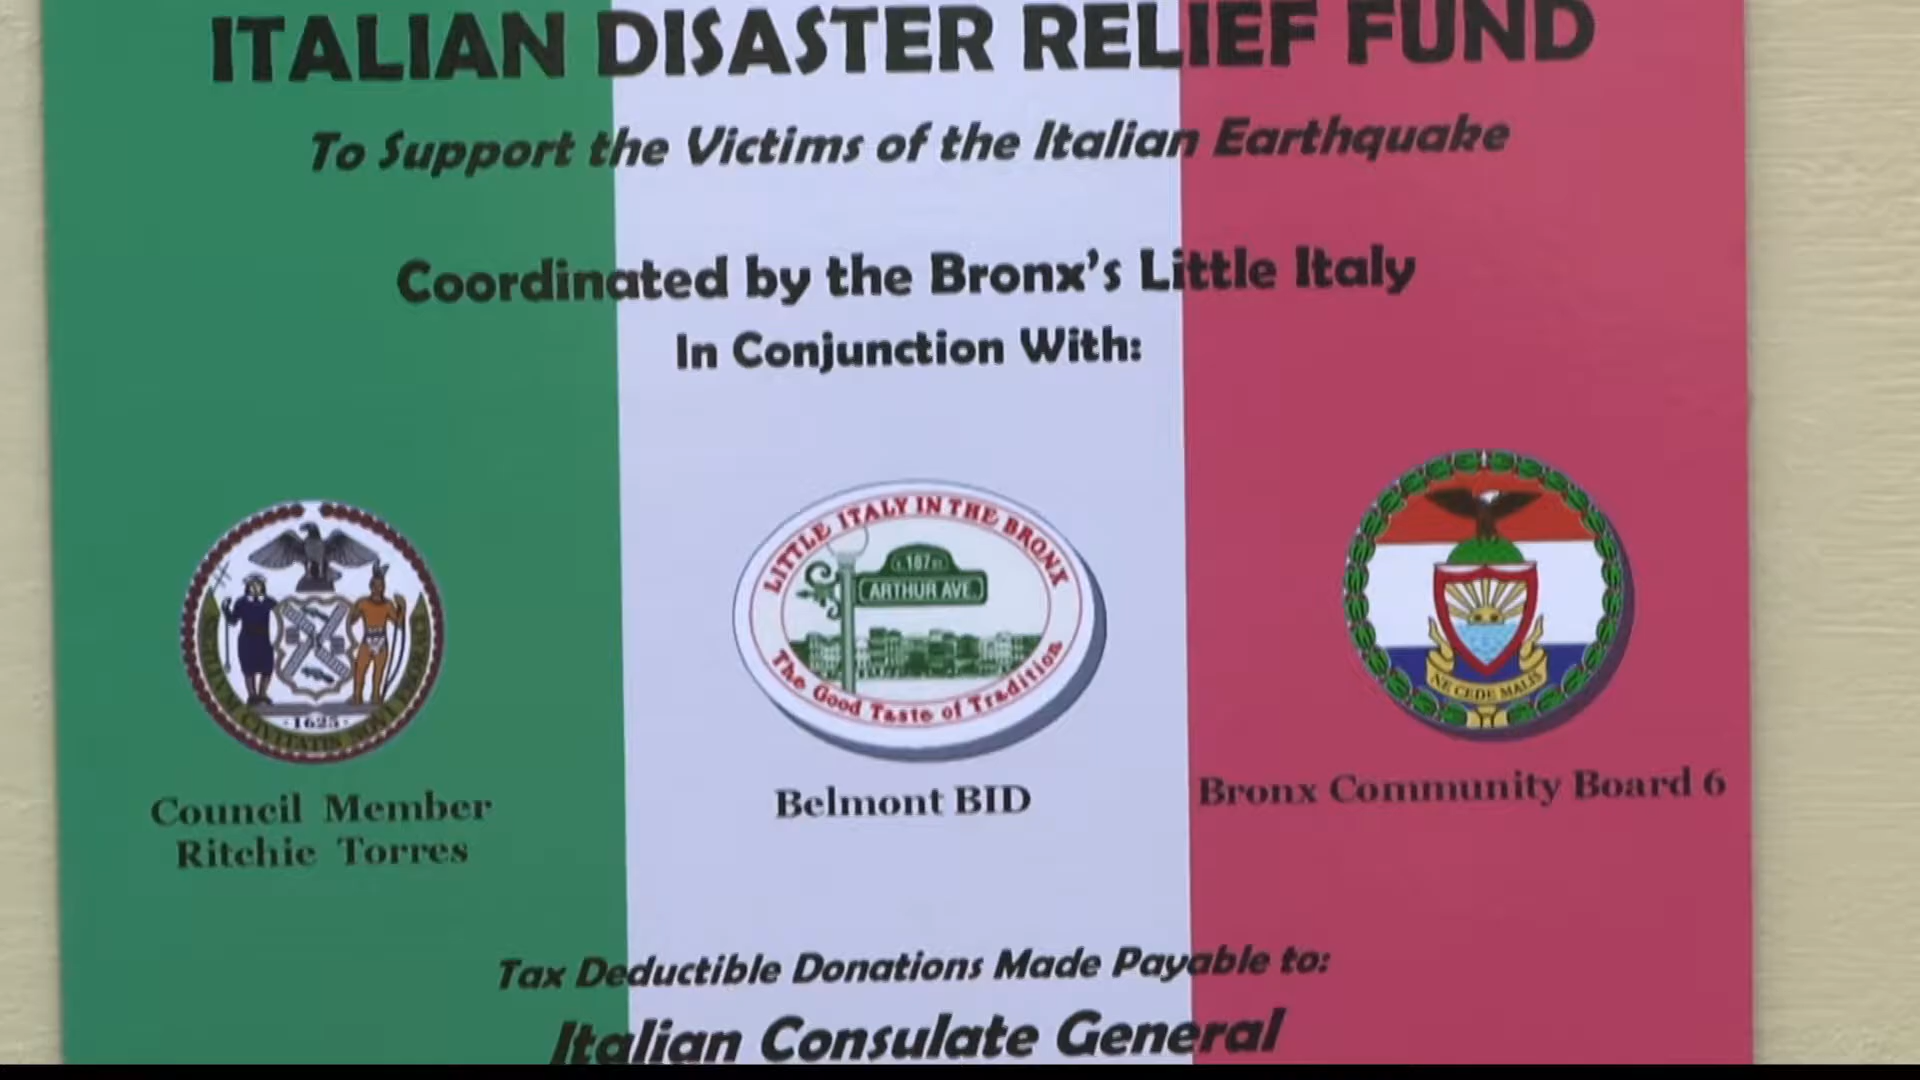 ITALIAN DISASTER RELIEF FUND
To Support the Victims of the Italian Earthquake
Coordinated by the Bronx's Little Italy
In Conjunction With:
1625
LITTLE ITALY IN THE BRONX
187
ARTHUR AVE.
The Good Taste of Tradition
NE CEDE MALIS
Council Member
Ritchie Torres
Belmont BID
Bronx Community Board 6
Tax Deductible Donations Made Payable to:
Italian Consulate General